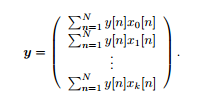 y = ( ∑_{n=1}^{N} y[n]x_0[n]
∑_{n=1}^{N} y[n]x_1[n]
⋮
∑_{n=1}^{N} y[n]x_k[n] ) .